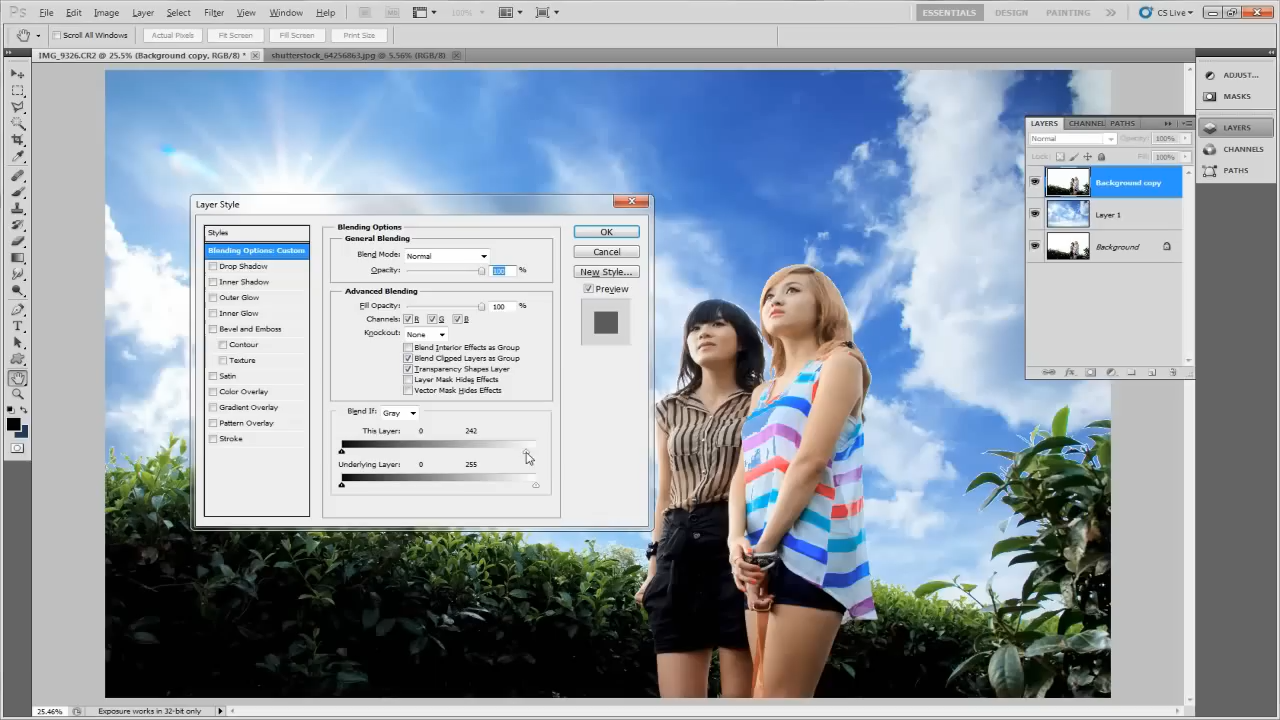 Ps File Edit Image Layer Select Filter View Window Help 100% ESSENTIALS DESIGN PAINTING CS Live
Scroll All Windows Actual Pixels Fit Screen Fill Screen Print Size
IMG_9326.CR2 @ 25.5% (Background copy, RGB/8) * shutterstock_64256863.jpg @ 5.56% (RGB/8)
ADJUST...
MASKS
LAYERS
CHANNELS
PATHS
LAYERS CHANNEL PATHS
Normal Opacity: 100%
Lock: Fill: 100%
Background copy
Layer 1
Background
Layer Style
Styles
Blending Options: Custom
Drop Shadow
Inner Shadow
Outer Glow
Inner Glow
Bevel and Emboss
Contour
Texture
Satin
Color Overlay
Gradient Overlay
Pattern Overlay
Stroke
Blending Options
General Blending
Blend Mode: Normal
Opacity: 100 %
Advanced Blending
Fill Opacity: 100 %
Channels: R G B
Knockout: None
Blend Interior Effects as Group
Blend Clipped Layers as Group
Transparency Shapes Layer
Layer Mask Hides Effects
Vector Mask Hides Effects
Blend If: Gray
This Layer: 0 242
Underlying Layer: 0 255
OK
Cancel
New Style...
Preview
25.46% Exposure works in 32-bit only